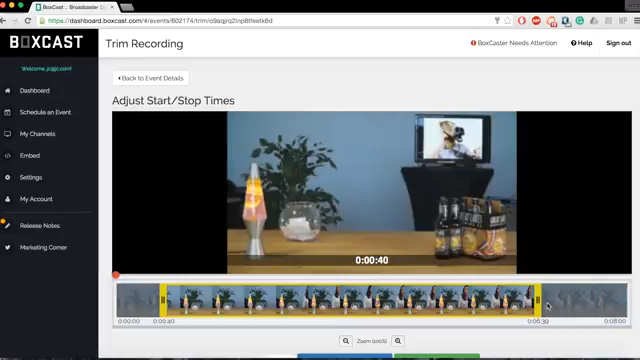 BoxCast :: Broadcaster D
https://dashboard.boxcast.com/#/events/602174/trim/o9aqrq2inp8tteatk6d
BOXCAST
Trim Recording
BoxCaster Needs Attention
Help
Sign out
Welcome, jc@jc.com!
Dashboard
Schedule an Event
My Channels
Embed
Settings
My Account
Release Notes
Marketing Corner
Back to Event Details
Adjust Start/Stop Times
0:00:40
0:00:00
0:00:40
0:06:39
0:08:00
Zoom (100%)